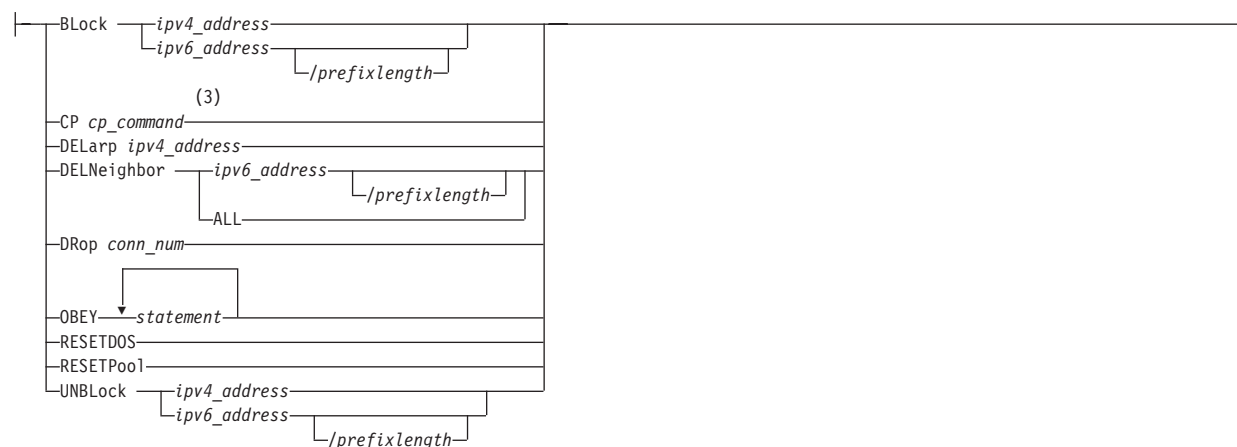 BLock ipv4_address
ipv6_address
/prefixlength
(3)
CP cp_command
DELarp ipv4_address
DELNeighbor ipv6_address
/prefixlength
ALL
DRop conn_num
OBEY statement
RESETDOS
RESETPool
UNBLock ipv4_address
ipv6_address
/prefixlength